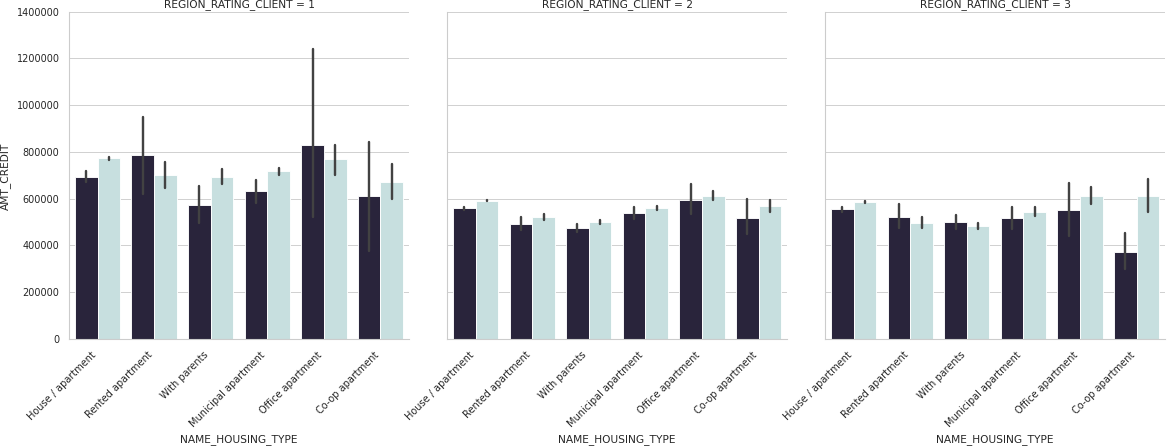 REGION_RATING_CLIENT = 1
REGION_RATING_CLIENT = 2
REGION_RATING_CLIENT = 3
1400000
1200000
1000000
800000
600000
400000
200000
0
AMT_CREDIT
House / apartment
Rented apartment
With parents
Municipal apartment
Office apartment
Co-op apartment
House / apartment
Rented apartment
With parents
Municipal apartment
Office apartment
Co-op apartment
House / apartment
Rented apartment
With parents
Municipal apartment
Office apartment
Co-op apartment
NAME_HOUSING_TYPE
NAME_HOUSING_TYPE
NAME_HOUSING_TYPE